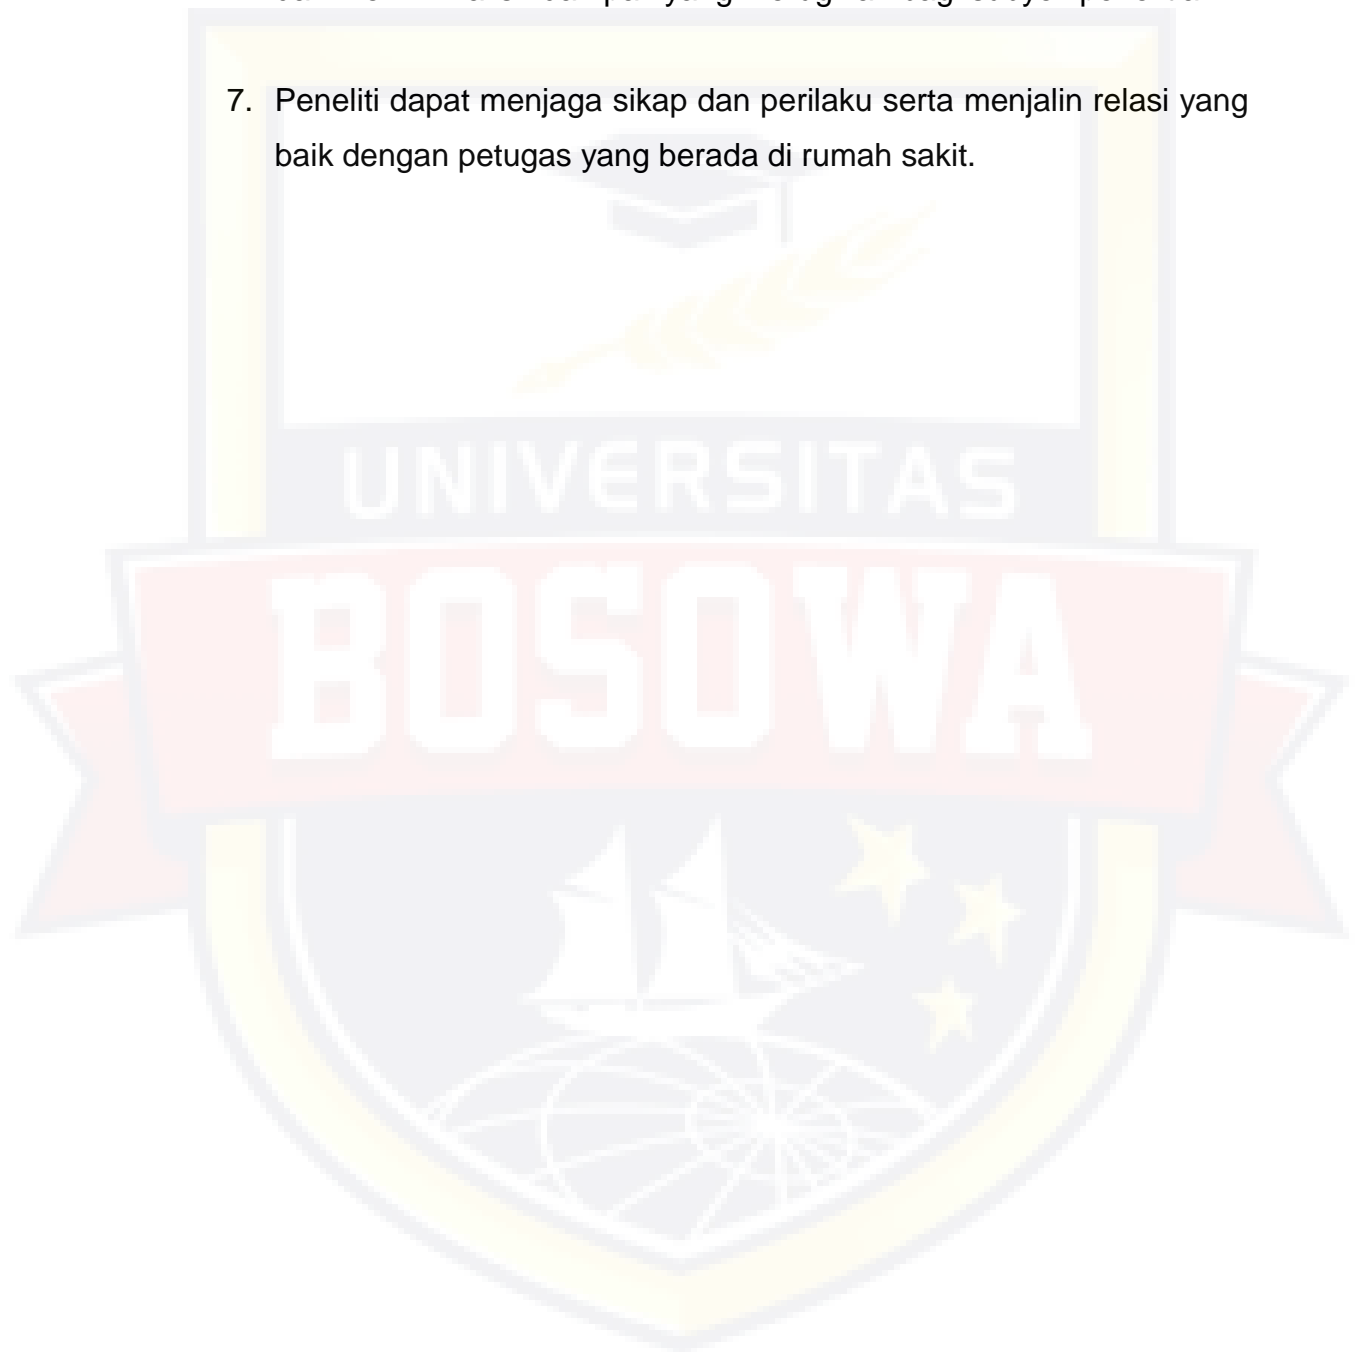 7. Peneliti dapat menjaga sikap dan perilaku serta menjalin relasi yang
baik dengan petugas yang berada di rumah sakit.
UNIVERSITAS
BOSOWA